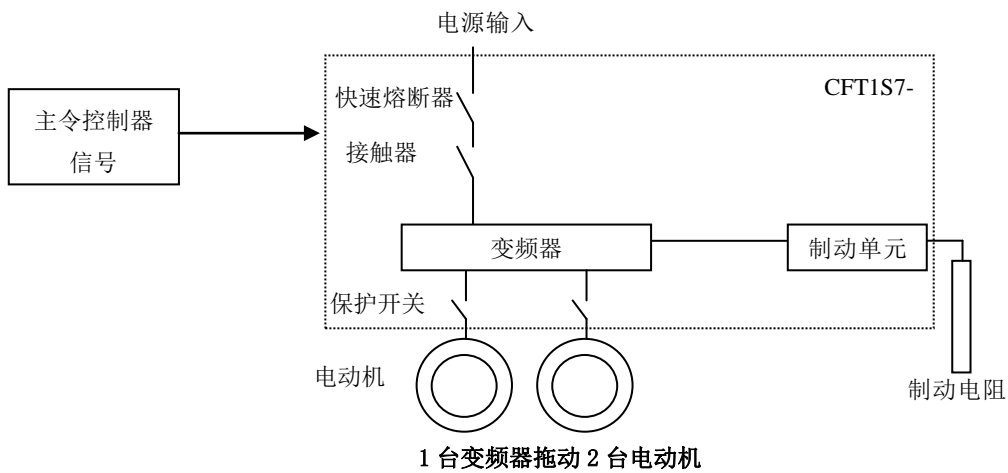 电源输入
CFT1S7-
快速熔断器
主令控制器
信号
接触器
变频器
制动单元
保护开关
电动机
制动电阻
1台变频器拖动2台电动机